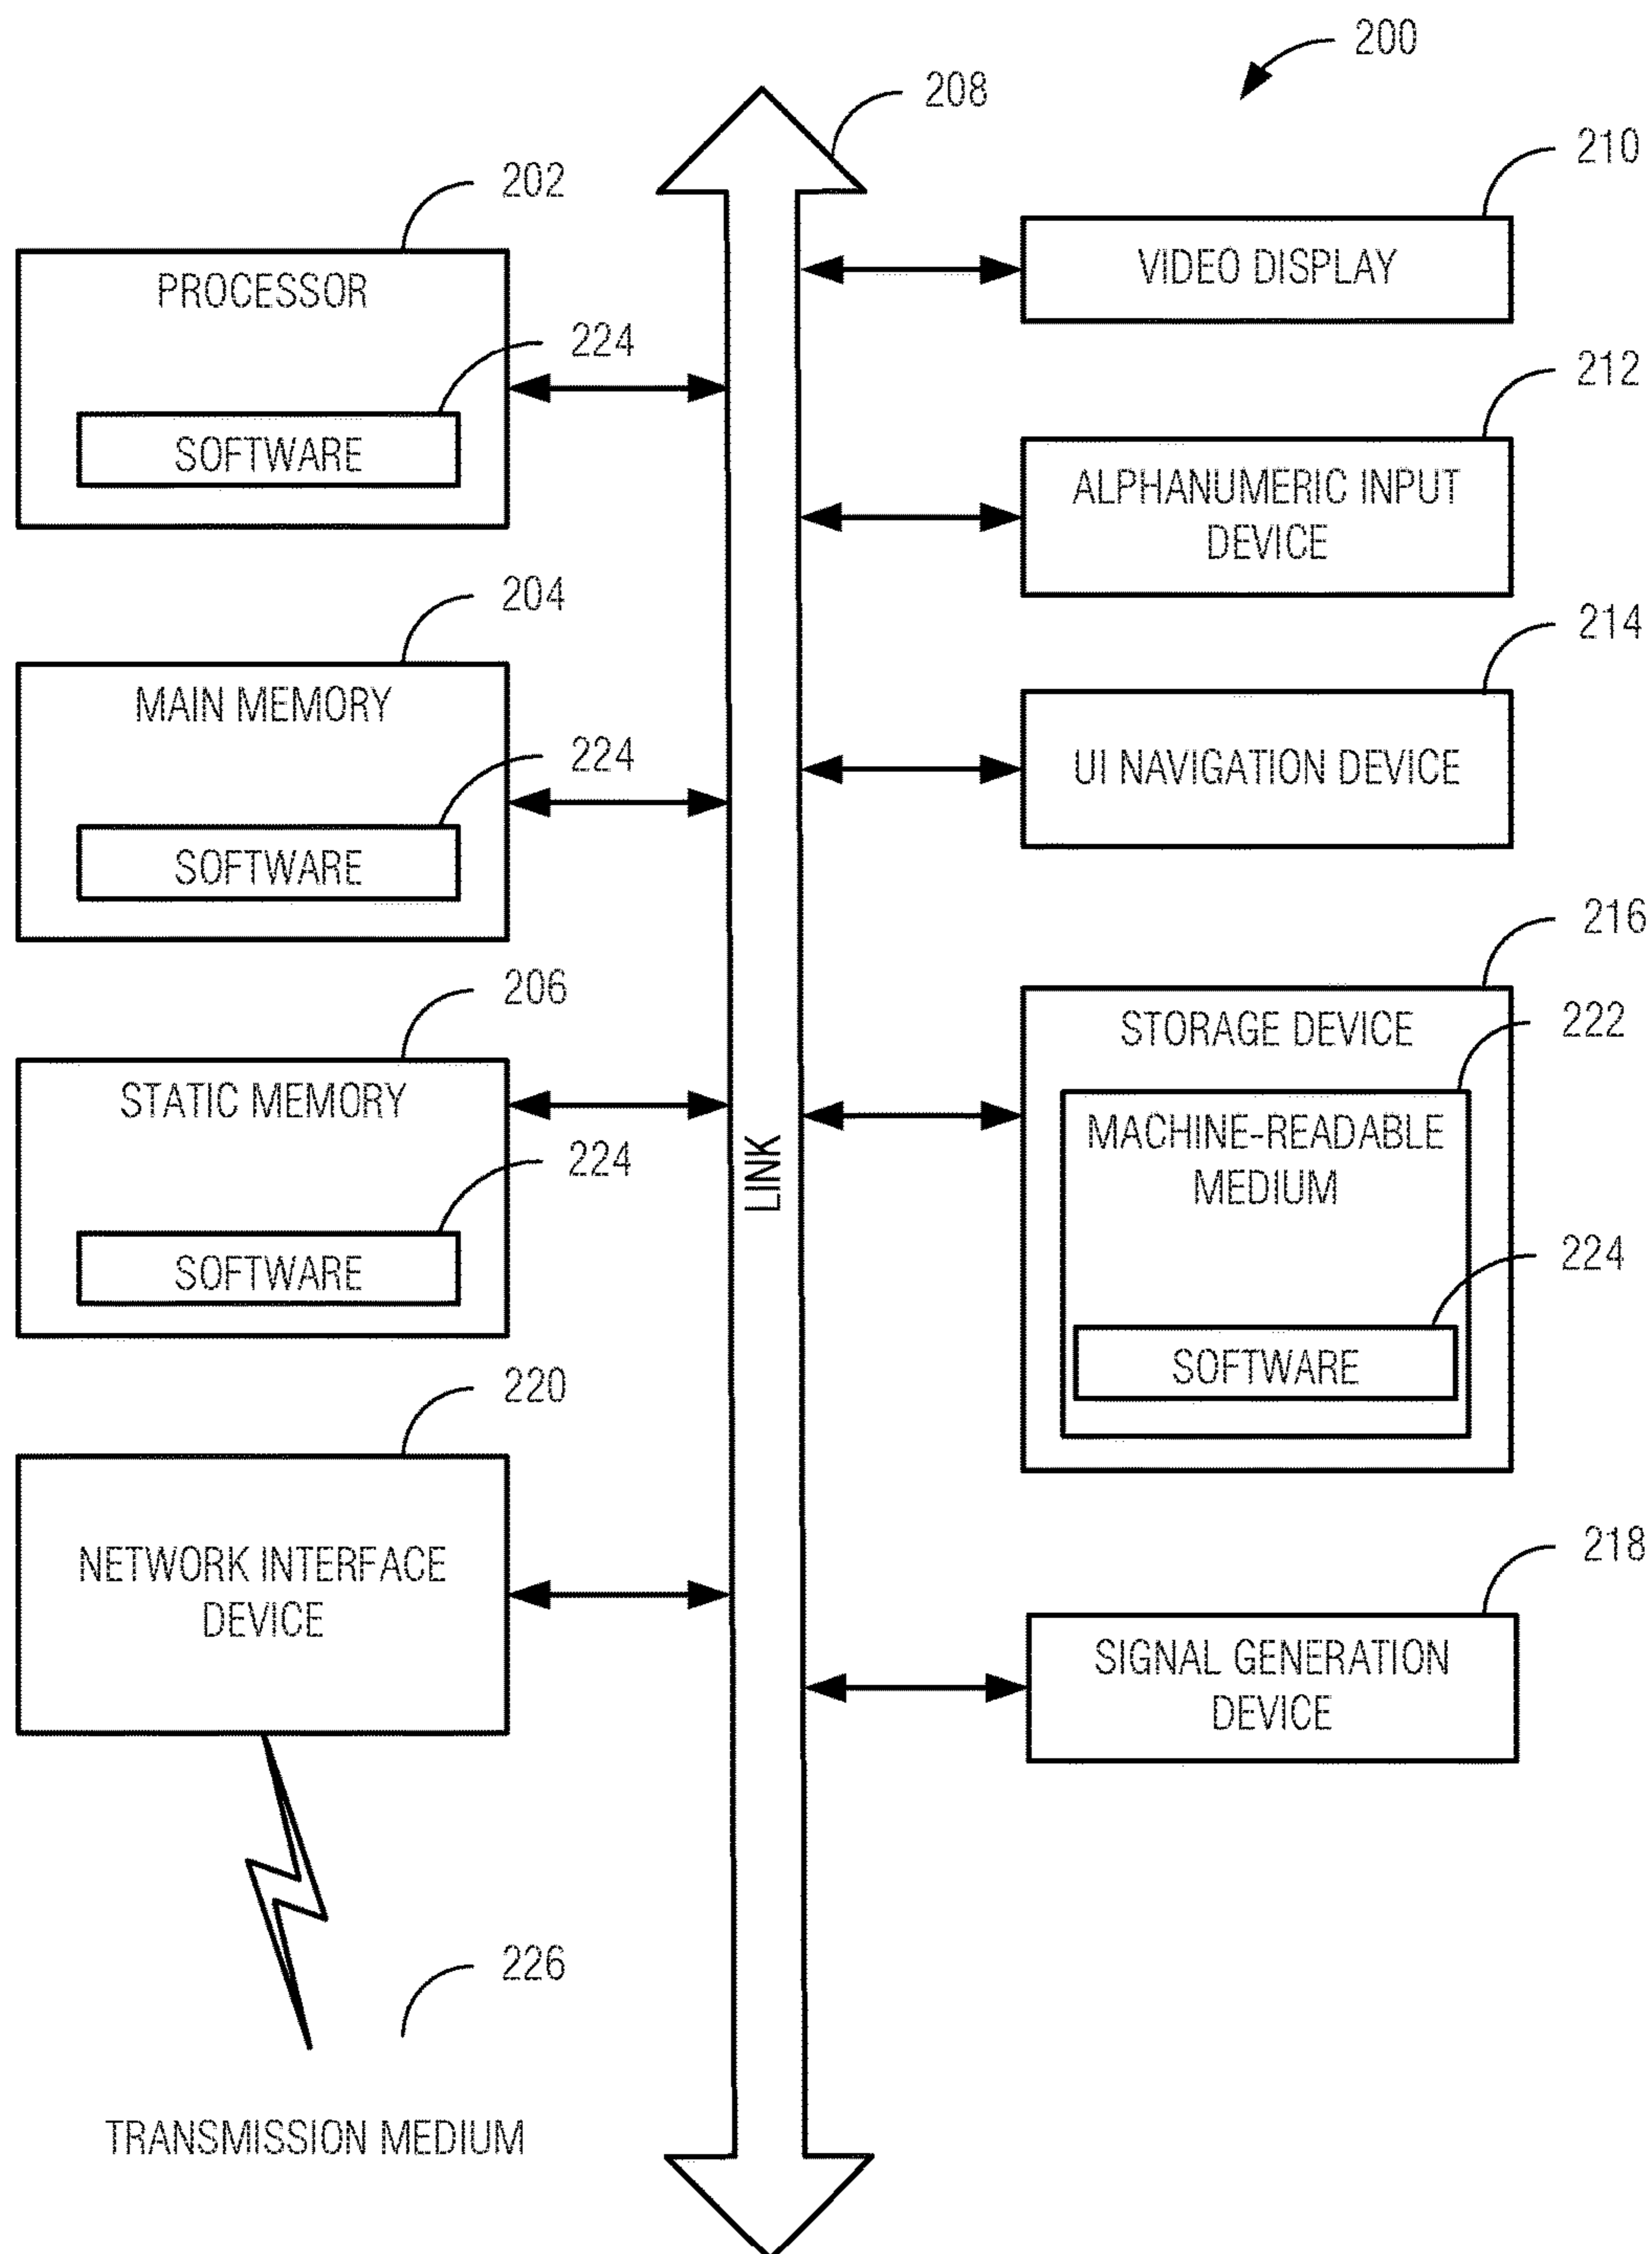 200
208
202
PROCESSOR
224
SOFTWARE
204
MAIN MEMORY
224
SOFTWARE
206
STATIC MEMORY
224
SOFTWARE
220
NETWORK INTERFACE
DEVICE
226
TRANSMISSION MEDIUM
LINK
210
VIDEO DISPLAY
212
ALPHANUMERIC INPUT
DEVICE
214
UI NAVIGATION DEVICE
216
STORAGE DEVICE
222
MACHINE-READABLE
MEDIUM
224
SOFTWARE
218
SIGNAL GENERATION
DEVICE